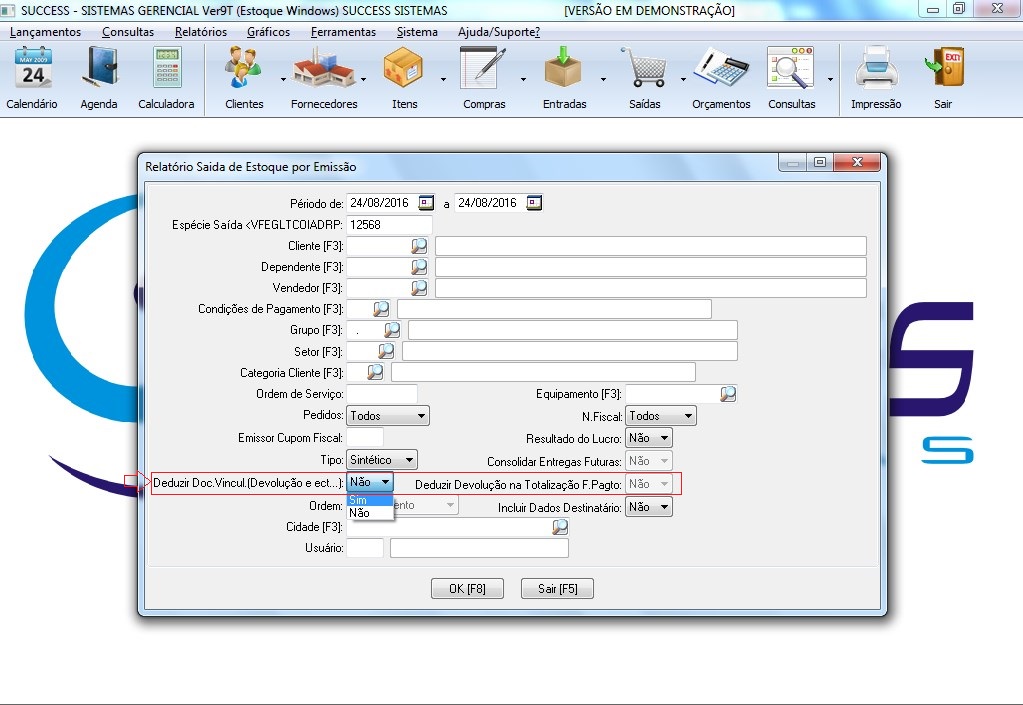 SUCCESS - SISTEMAS GERENCIAL Ver9T (Estoque Windows) SUCCESS SISTEMAS [VERSÃO EM DEMONSTRAÇÃO]
Lançamentos Consultas Relatórios Gráficos Ferramentas Sistema Ajuda/Suporte?
MAY 2009
24
EXIT
Calendário Agenda Calculadora Clientes Fornecedores Itens Compras Entradas Saídas Orçamentos Consultas Impressão Sair
Relatório Saida de Estoque por Emissão
Périodo de: 24/08/2016 a 24/08/2016
Espécie Saída <VFEGLTCOIADRP: 12568
Cliente [F3]:
Dependente [F3]:
Vendedor [F3]:
Condições de Pagamento [F3]:
Grupo [F3]: .
Setor [F3]:
Categoria Cliente [F3]:
Ordem de Serviço: Equipamento [F3]:
Pedidos: Todos N.Fiscal: Todos
Emissor Cupom Fiscal: Resultado do Lucro: Não
Tipo: Sintético Consolidar Entregas Futuras: Não
Deduzir Doc.Vincul.(Devolução e ect...): Não Deduzir Devolução na Totalização F.Pagto: Não
Sim
Não
Ordem: ento Incluir Dados Destinatário: Não
Cidade [F3]:
Usuário:
OK [F8] Sair [F5]
S
S